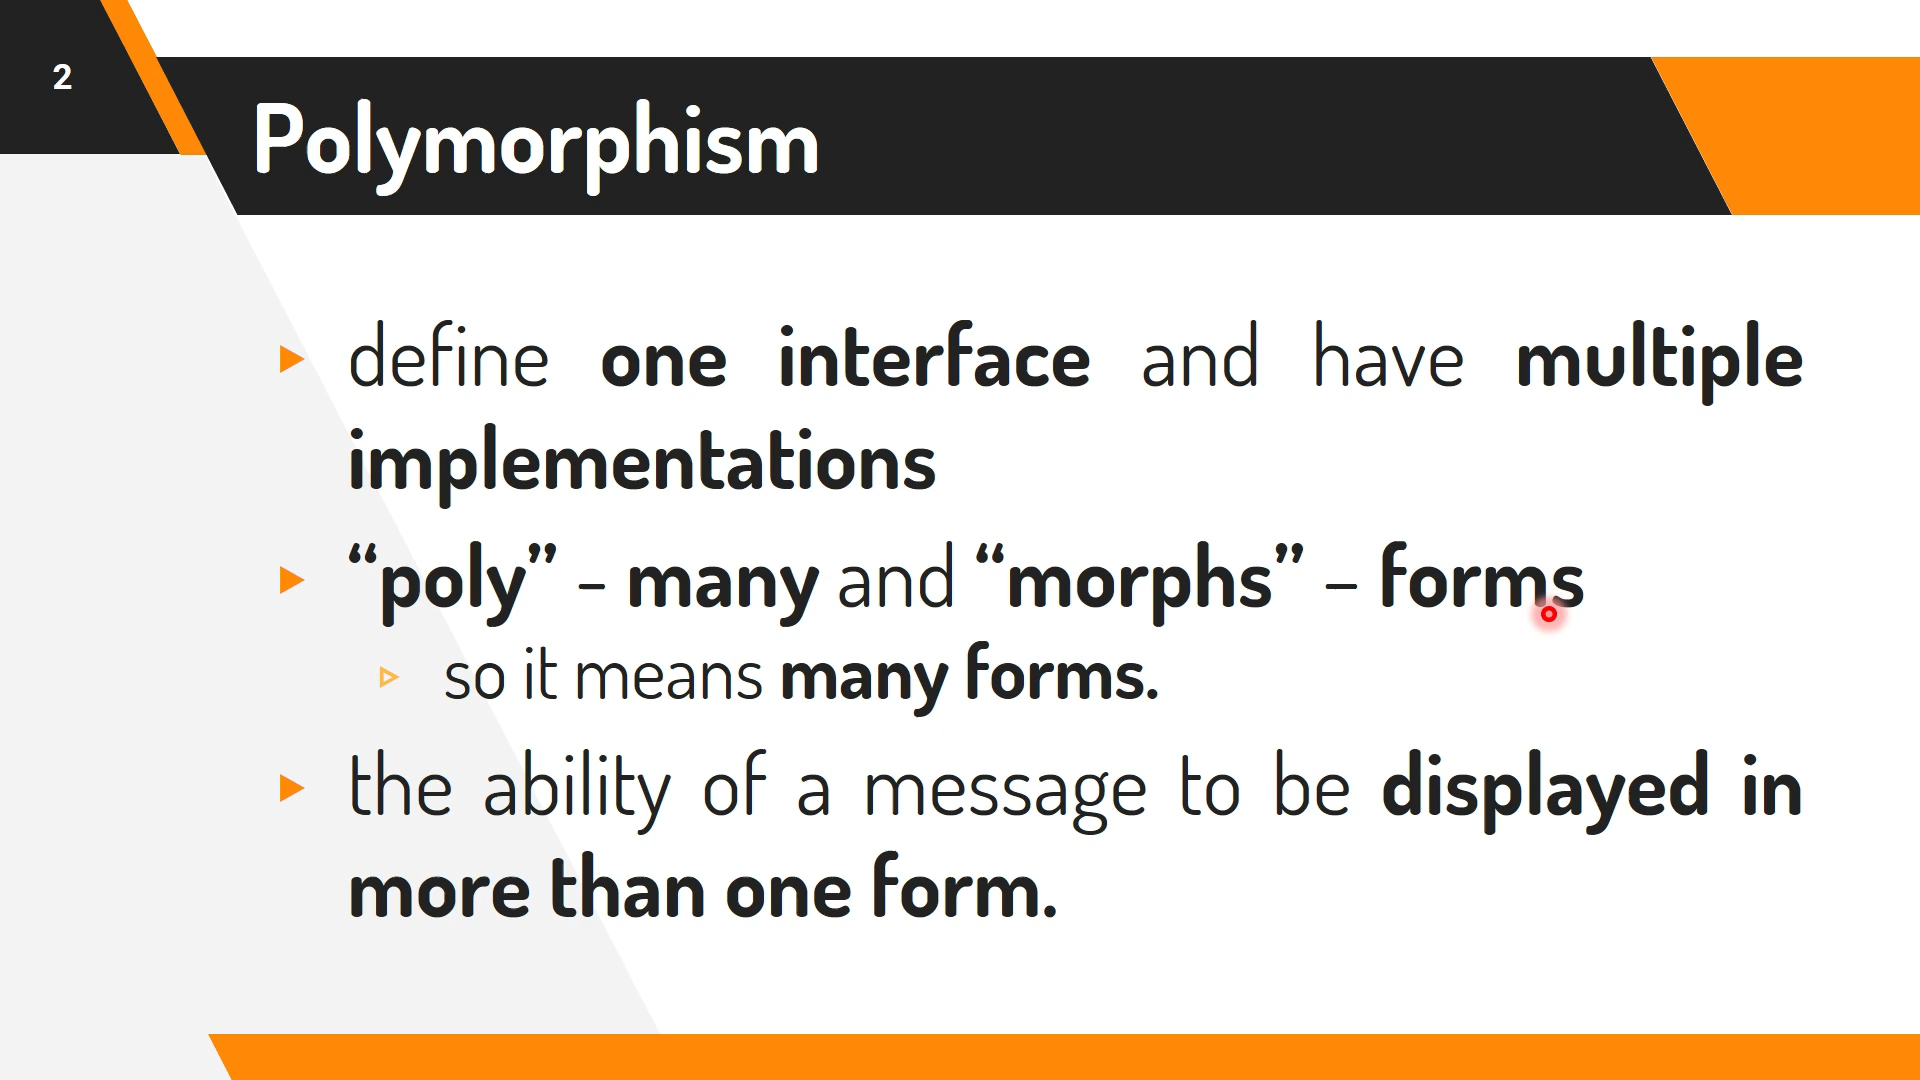 2
Polymorphism
define one interface and have multiple
implementations
“poly” – many and “morphs” – forms
so it means many forms.
the ability of a message to be displayed in
more than one form.